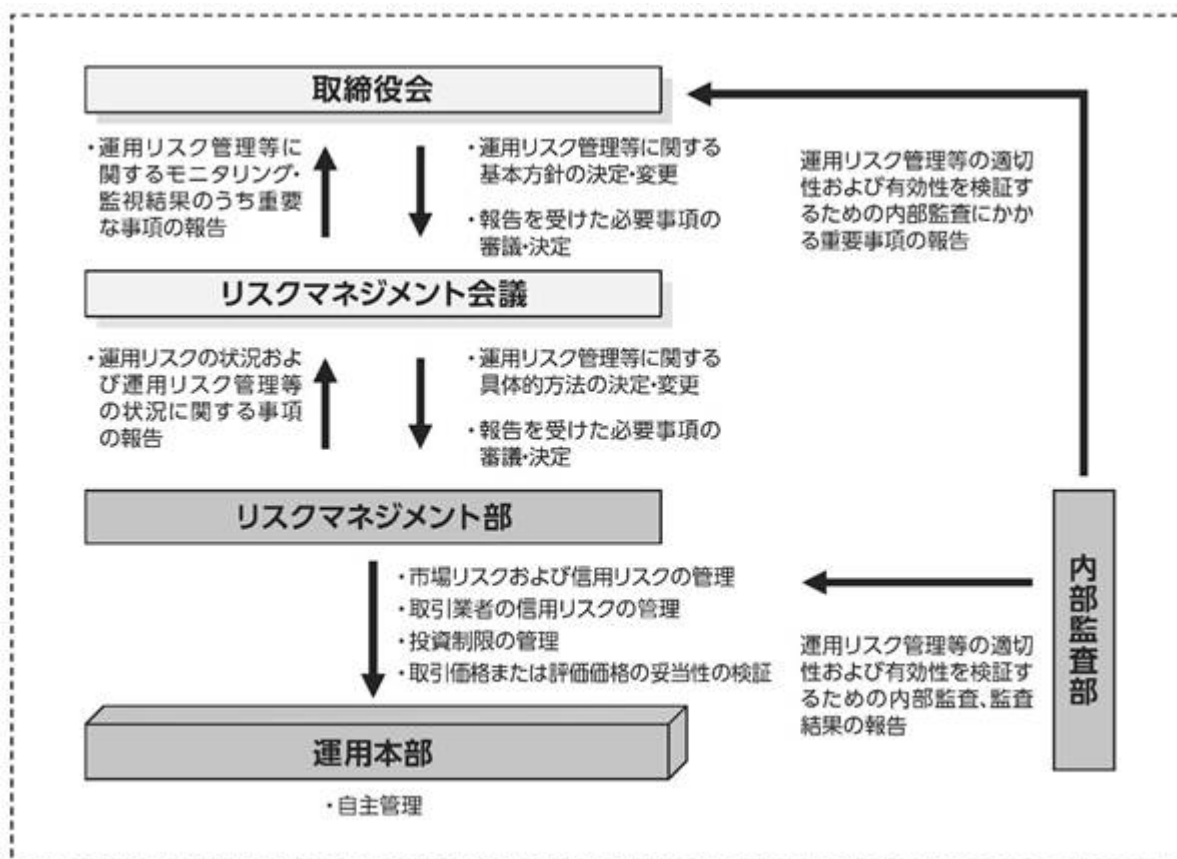 取締役会
・運用リスク管理等に
関するモニタリング・
監視結果のうち重要
な事項の報告
・運用リスク管理等に関する
基本方針の決定・変更
・報告を受けた必要事項の
審議・決定
運用リスク管理等の適切
性および有効性を検証す
るための内部監査にかか
る重要事項の報告
リスクマネジメント会議
・運用リスクの状況およ
び運用リスク管理等
の状況に関する事項
の報告
・運用リスク管理等に関する
具体的方法の決定・変更
・報告を受けた必要事項の
審議・決定
リスクマネジメント部
・市場リスクおよび信用リスクの管理
・取引業者の信用リスクの管理
・投資制限の管理
・取引価格または評価価格の妥当性の検証
内部監査部
運用リスク管理等の適切
性および有効性を検証す
るための内部監査、監査
結果の報告
運用本部
・自主管理